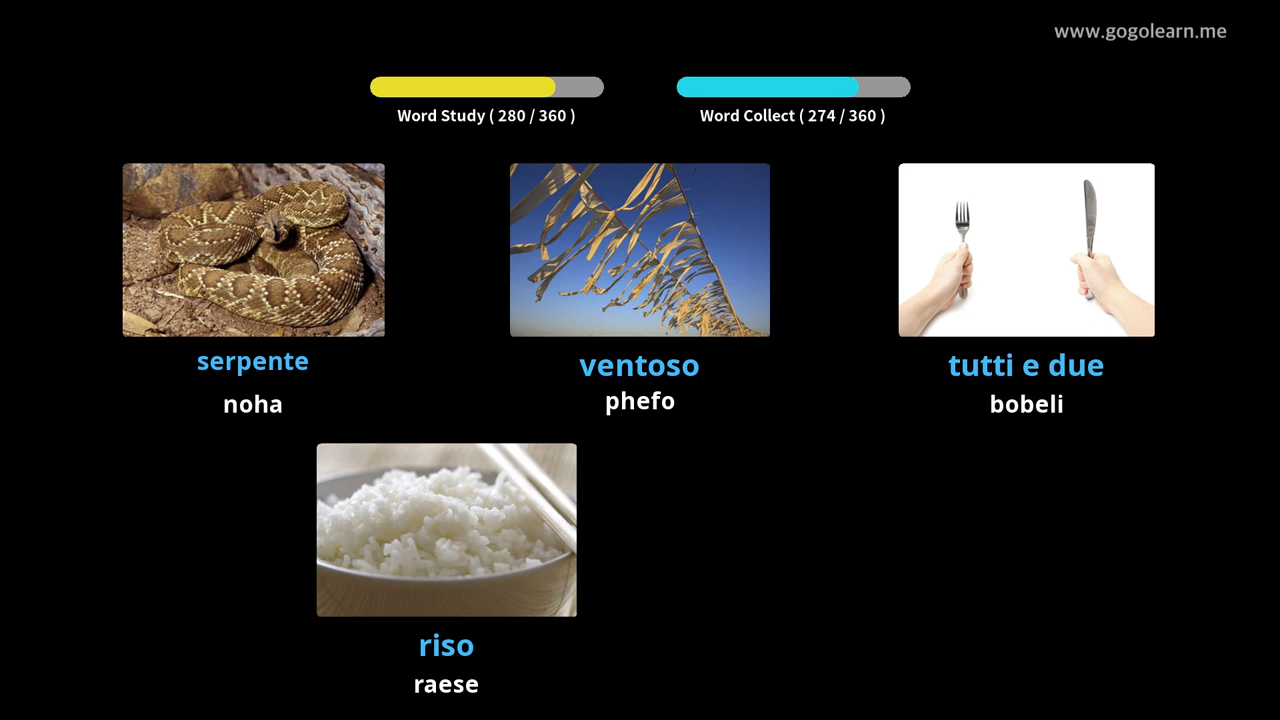 www.gogolearn.me
Word Study ( 280 / 360 )
Word Collect ( 274 / 360 )
serpente
noha
ventoso
phefo
tutti e due
bobeli
riso
raese